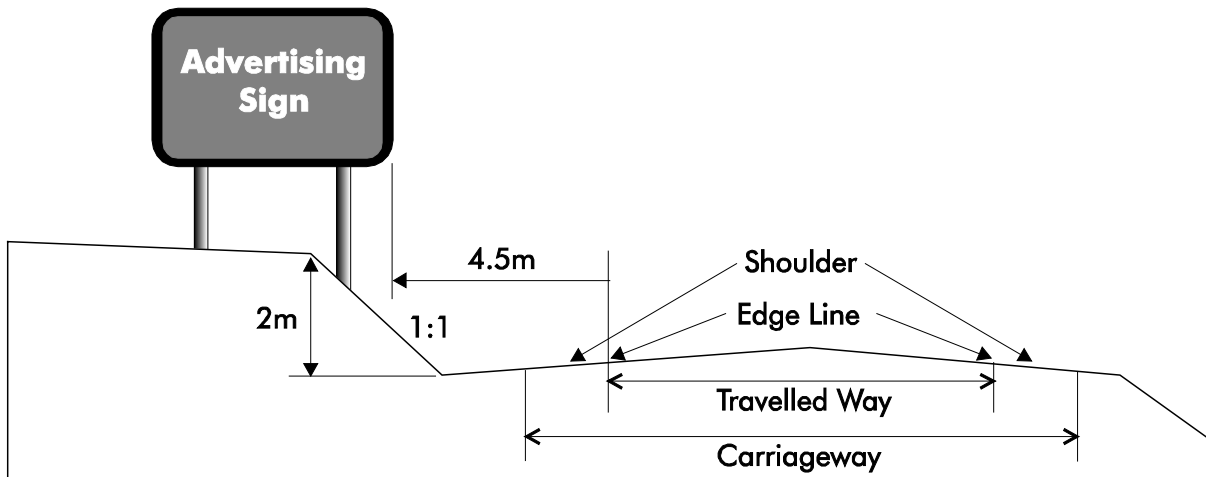 Advertising
Sign
4.5m
Shoulder
2m
1:1
Edge Line
Travelled Way
Carriageway